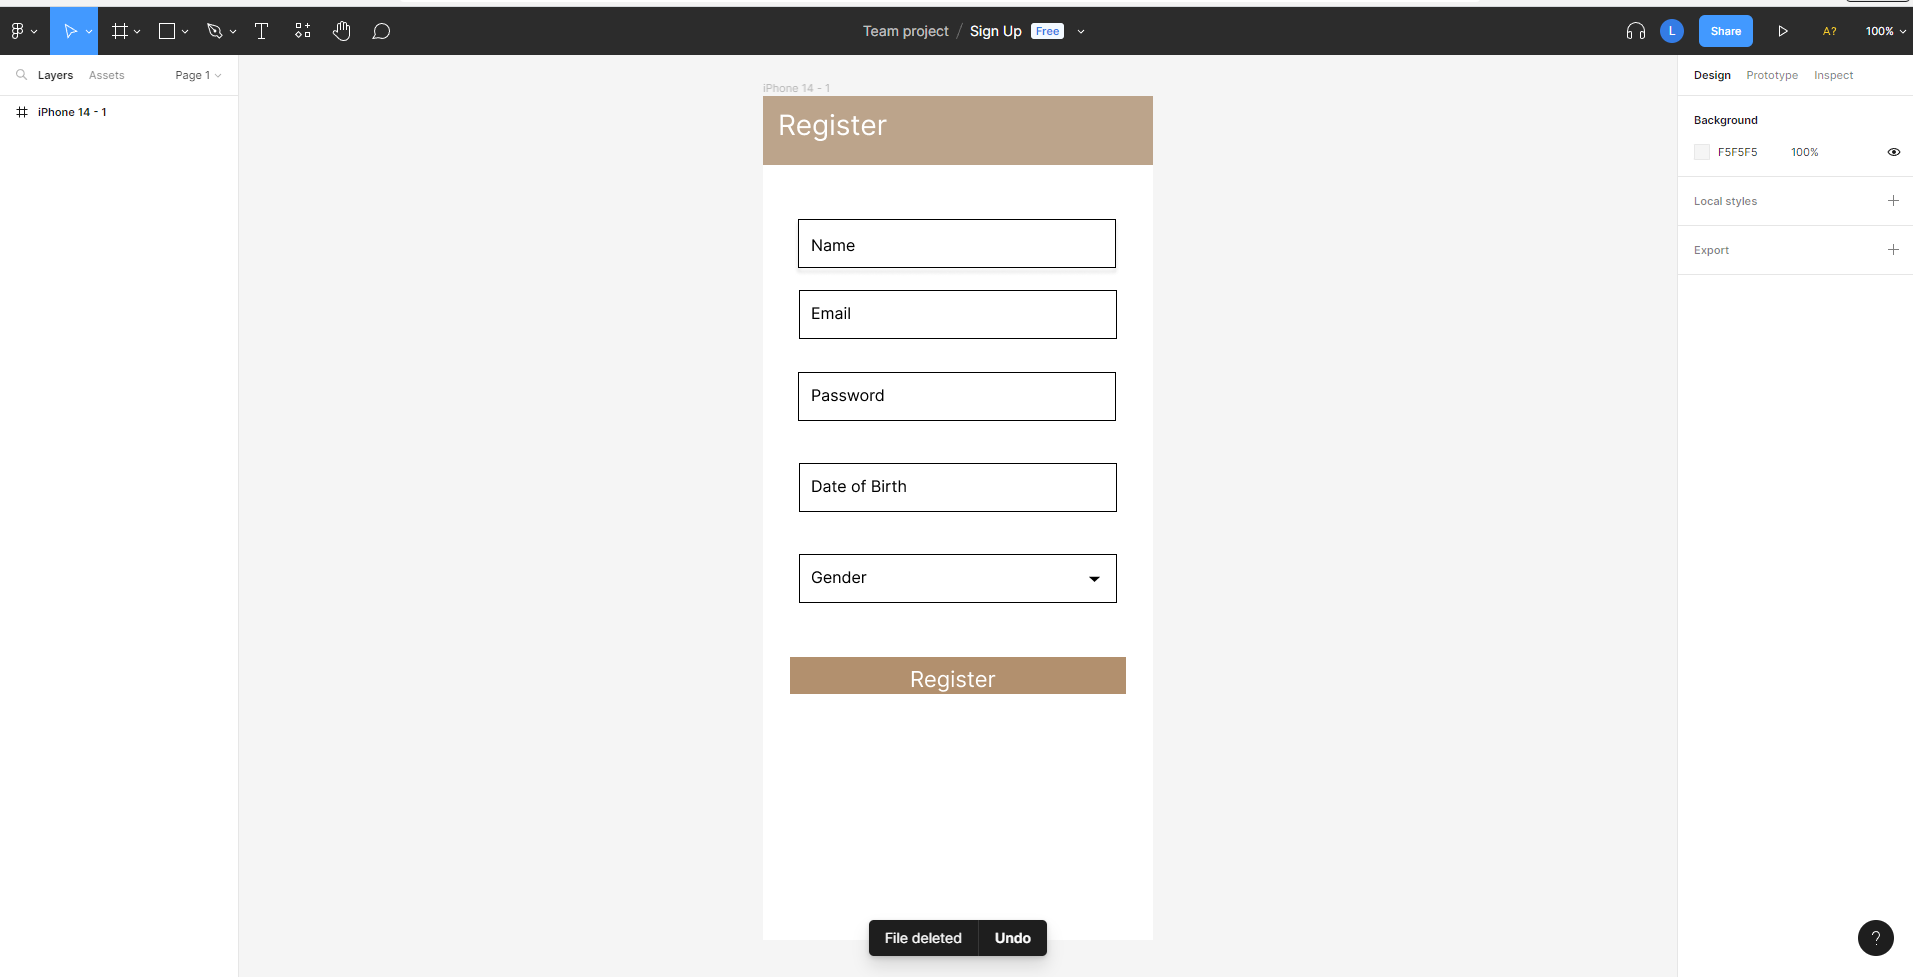 Team project / Sign Up Free
L Share A? 100%
Layers Assets Page 1
iPhone 14 - 1
iPhone 14 - 1
Register
Name
Email
Password
Date of Birth
Gender
Register
File deleted Undo
Design Prototype Inspect
Background
F5F5F5 100%
Local styles
Export
?